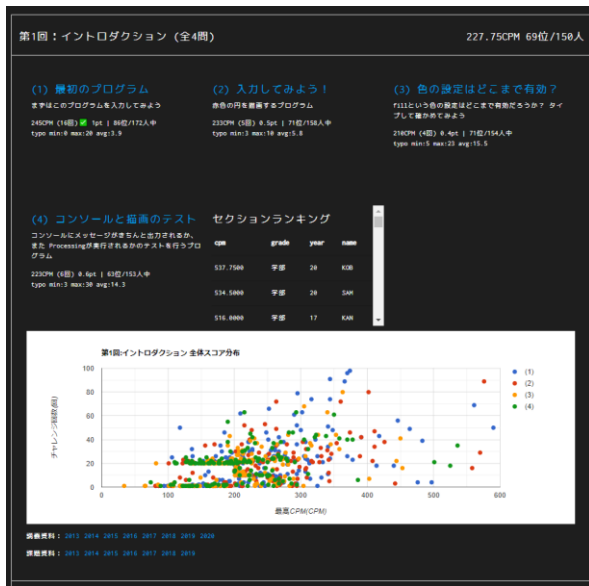 第1回：イントロダクション (全4問)
227.75CPM 69位/150人
(1) 最初のプログラム
まずはこのプログラムを入力してみよう
245CPM (16回)✅ 1pt | 86位/172人中
typo min:0 max:20 avg:3.9
(2) 入力してみよう！
赤色の円を描画するプログラム
233CPM (5回) 0.5pt | 71位/158人中
typo min:3 max:10 avg:5.8
(3) 色の設定はどこまで有効？
fillという色の設定はどこまで有効だろうか？ タイ
プして確かめてみよう
210CPM (4回) 0.4pt | 71位/154人中
typo min:5 max:23 avg:15.5
(4) コンソールと描画のテスト
コンソールにメッセージがきちんと出力されるか、
また Processingが実行されるかのテストを行うプロ
グラム
223CPM (6回) 0.6pt | 63位/153人中
typo min:3 max:30 avg:14.3
セクションランキング
cpm grade year name
537.7500 学部 20 KOB
534.5000 学部 20 SAH
516.8000 学部 17 KAN
第1回:イントロダクション 全体スコア分布
チャレンジ回数(回)
100
80
60
40
20
0
0 100 200 300 400 500 600
最高CPM(CPM)
(1)
(2)
(3)
(4)
講義資料： 2013 2014 2015 2016 2017 2018 2019 2020
課題資料： 2013 2014 2015 2016 2017 2018 2019